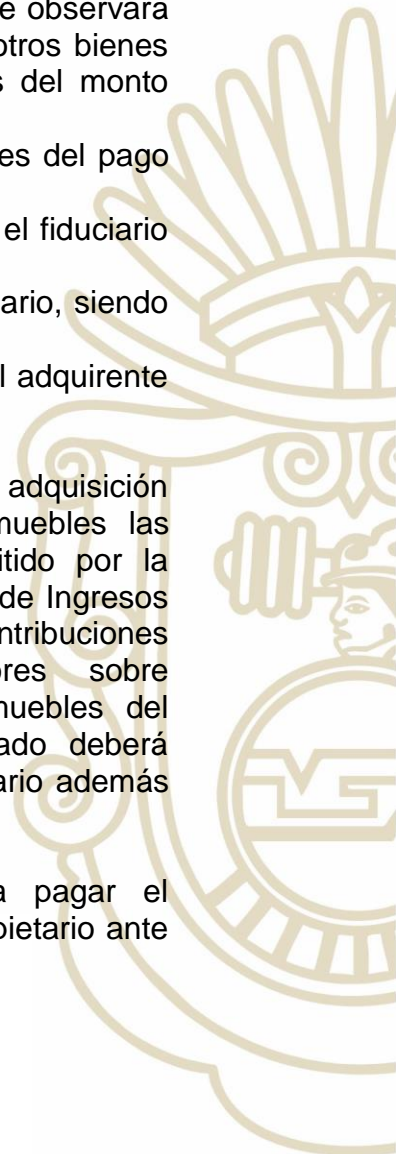 e observará
otros bienes
s del monto
es del pago
el fiduciario
ario, siendo
l adquirente
adquisición
muebles las
itido por la
de Ingresos
ntribuciones
ores sobre
muebles del
ado deberá
ario además
a pagar el
pietario ante